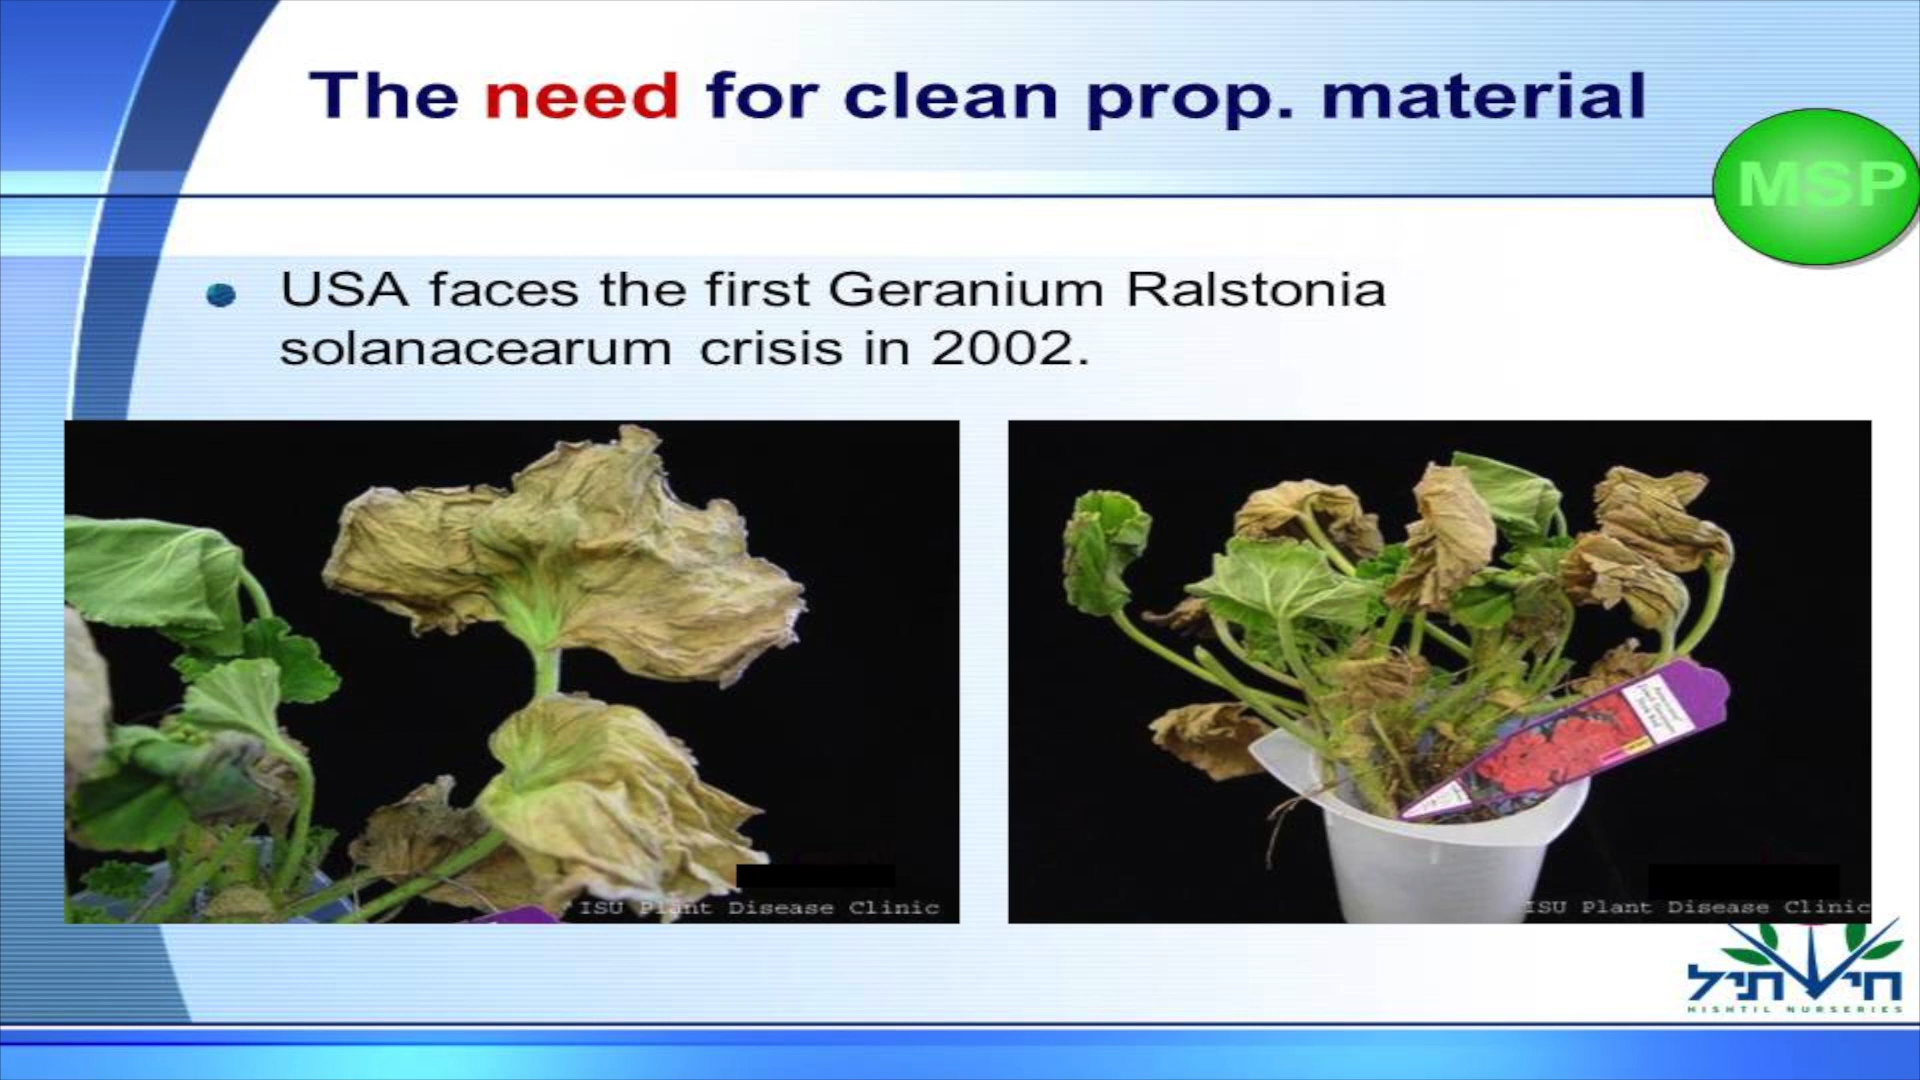 The need for clean prop. material
MSP
USA faces the first Geranium Ralstonia
solanacearum crisis in 2002.
ISU Plant Disease Clinic
ISU Plant Disease Clinic
חישתיל
HISHTIL NURSERIES